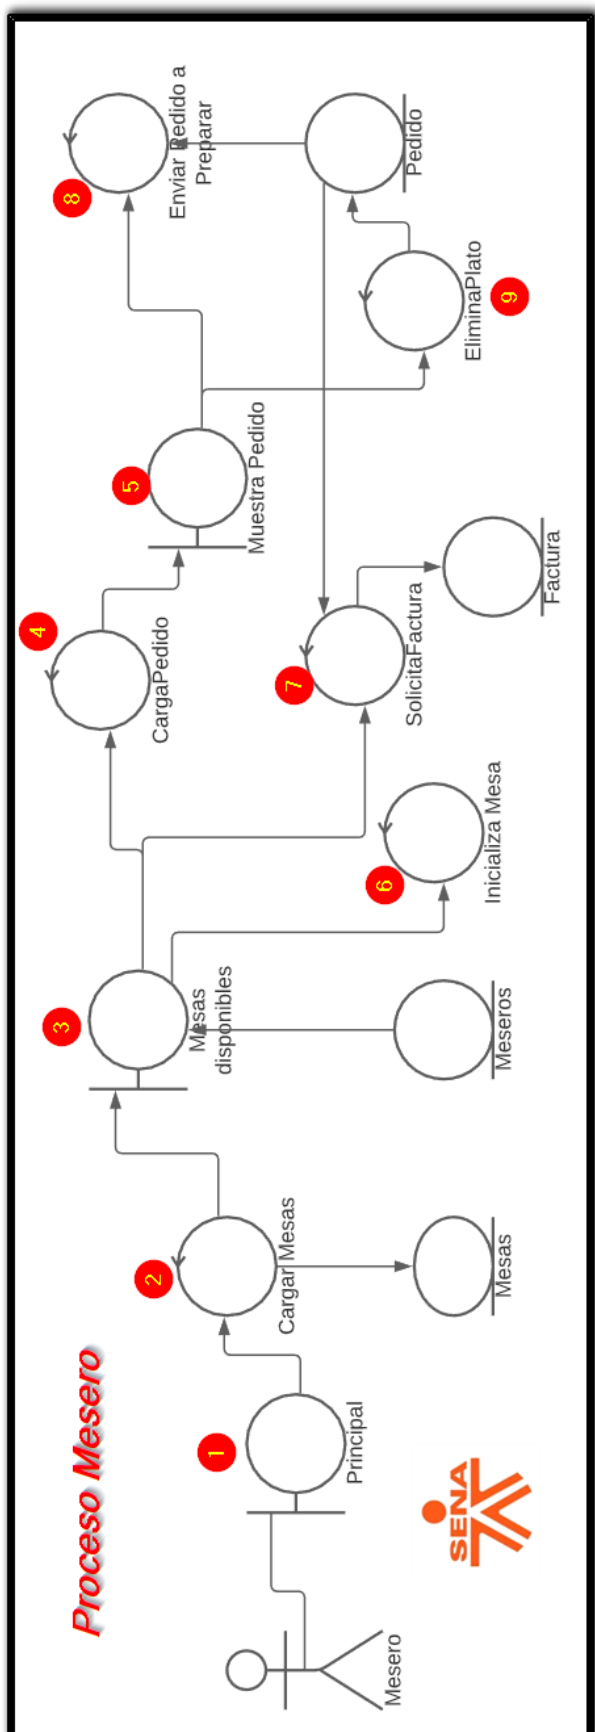 Proceso Mesero
8
Enviar Pedido a
Preparar
Pedido
5
Muestra Pedido
EliminaPlato
9
4
CargaPedido
7
SolicitaFactura
Factura
3
Mesas
disponibles
6
Inicializa Mesa
Meseros
2
Cargar Mesas
Mesas
1
Principal
Mesero
SENA